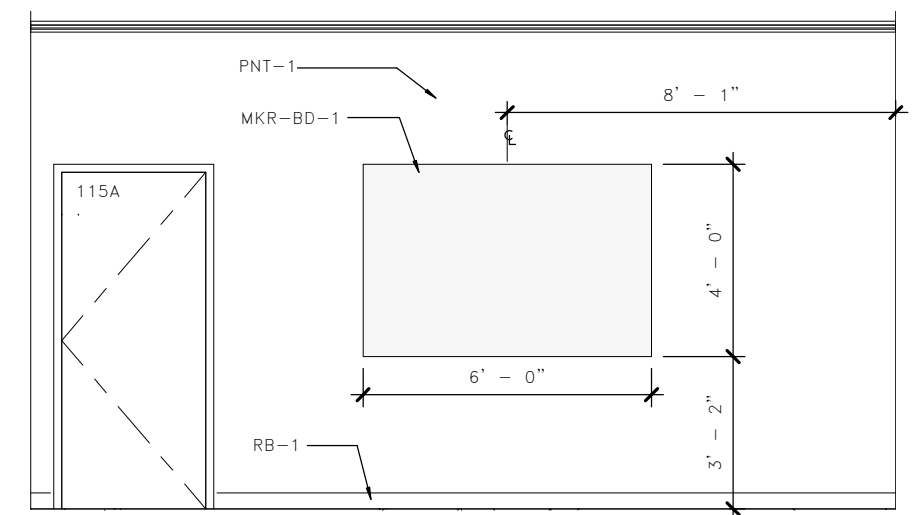 PNT-1
8' - 1"
MKR-BD-1
℄
115A
4' - 0"
6' - 0"
3' - 2"
RB-1